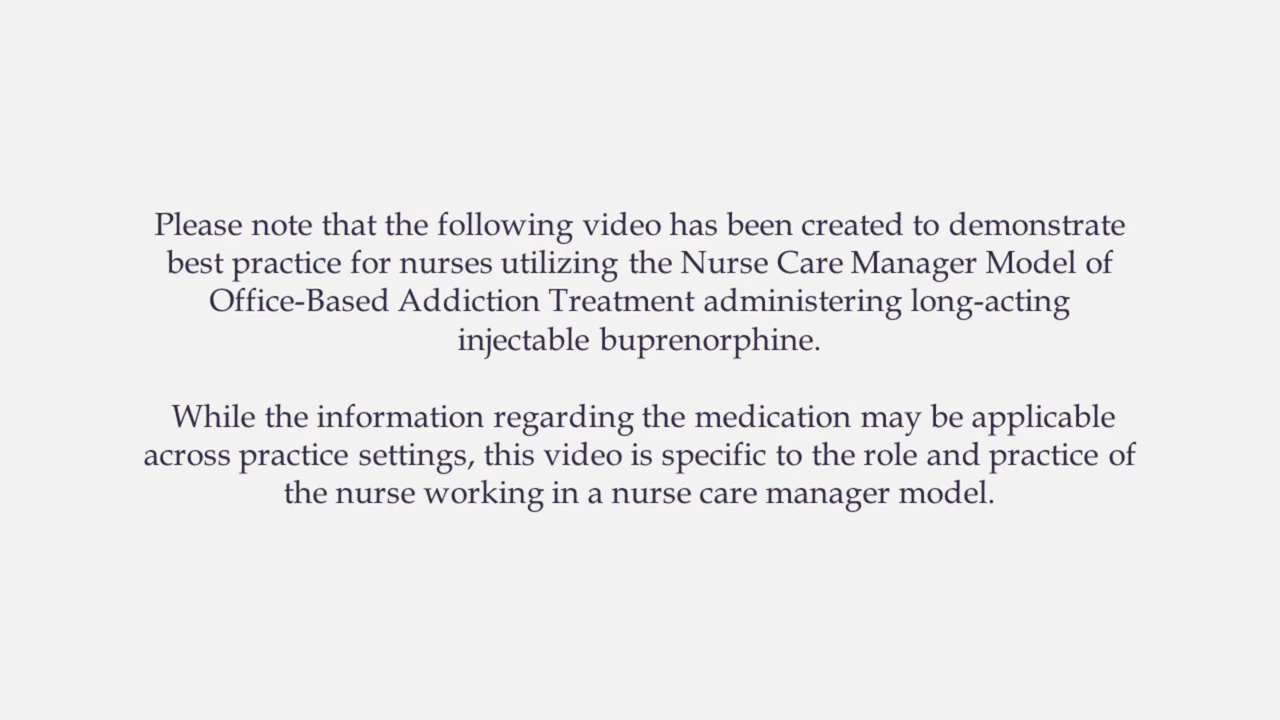 Please note that the following video has been created to demonstrate
best practice for nurses utilizing the Nurse Care Manager Model of
Office-Based Addiction Treatment administering long-acting
injectable buprenorphine.
While the information regarding the medication may be applicable
across practice settings, this video is specific to the role and practice of
the nurse working in a nurse care manager model.